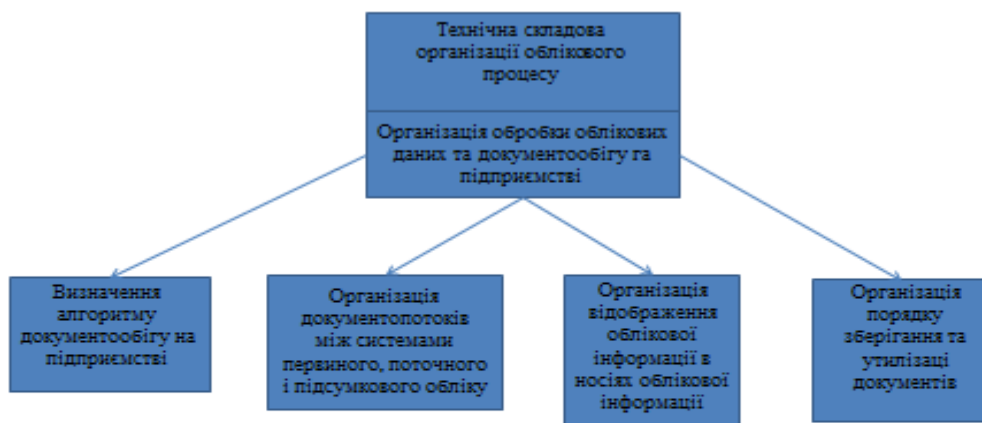 Технічна складова
організації облікового
процесу
Організація обробки облікових
даних та документообігу га
підприємстві
Визначення
алгоритму
документообігу на
підприємстві
Організація
документопотоків
між системами
первиного, поточного
і підсумкового обліку
Організація
відображення
облікової
інформації в
носіях облікової
інформації
Організація
порядку
зберігання та
утилізаці
документів